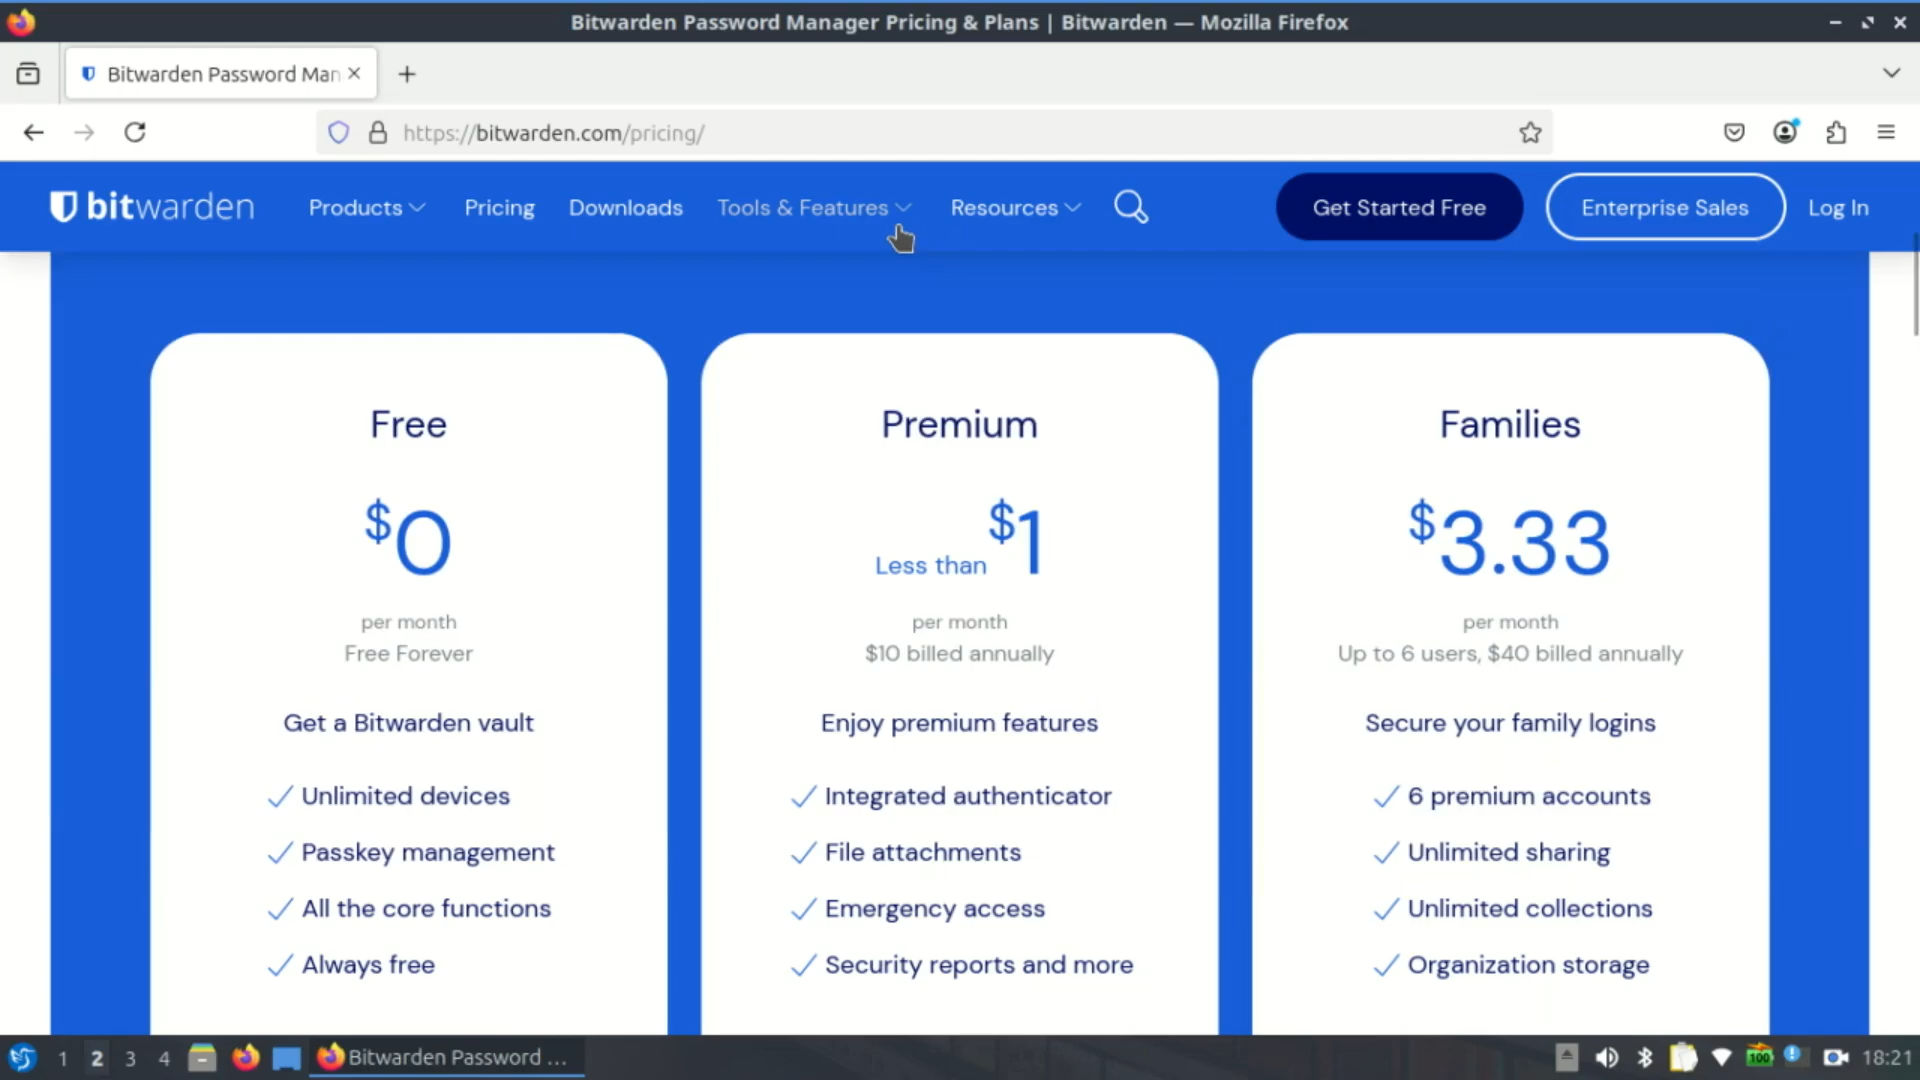 Bitwarden Password Manager Pricing & Plans | Bitwarden — Mozilla Firefox
Bitwarden Password Man
https://bitwarden.com/pricing/
bitwarden
Products
Pricing
Downloads
Tools & Features
Resources
Get Started Free
Enterprise Sales
Log In
Free
$0
per month
Free Forever
Get a Bitwarden vault
Unlimited devices
Passkey management
All the core functions
Always free
Premium
Less than $1
per month
$10 billed annually
Enjoy premium features
Integrated authenticator
File attachments
Emergency access
Security reports and more
Families
$3.33
per month
Up to 6 users, $40 billed annually
Secure your family logins
6 premium accounts
Unlimited sharing
Unlimited collections
Organization storage
1 2 3 4
Bitwarden Password ...
100
18:21